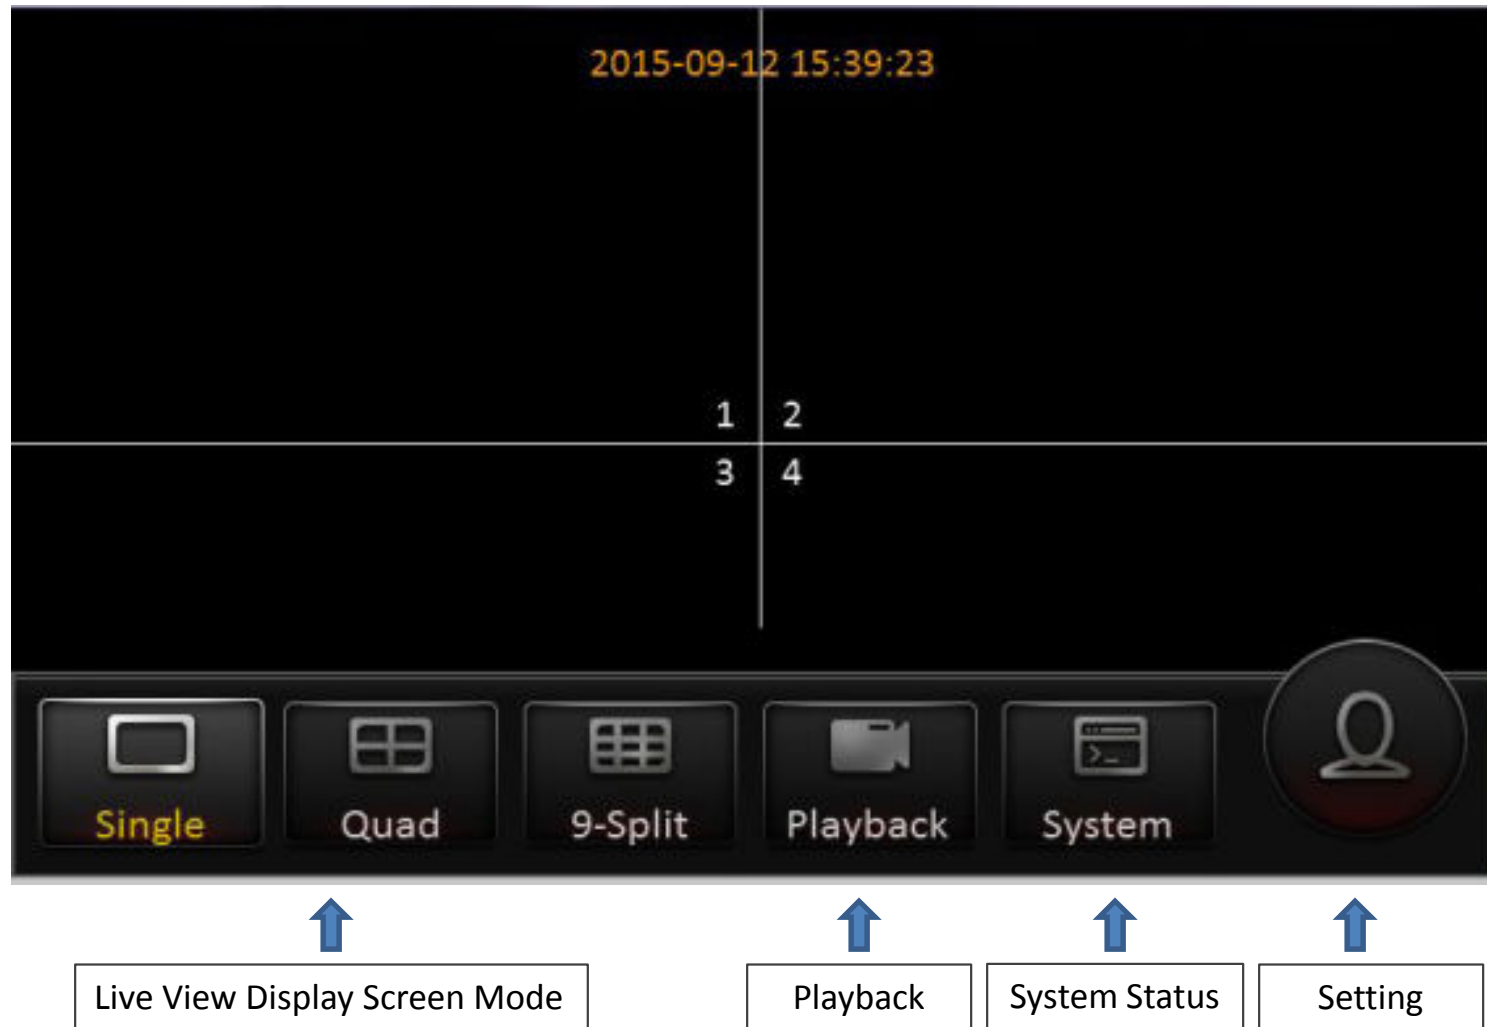 2015-09-12 15:39:23
1 2
3 4
Single Quad 9-Split Playback System
Live View Display Screen Mode Playback System Status Setting